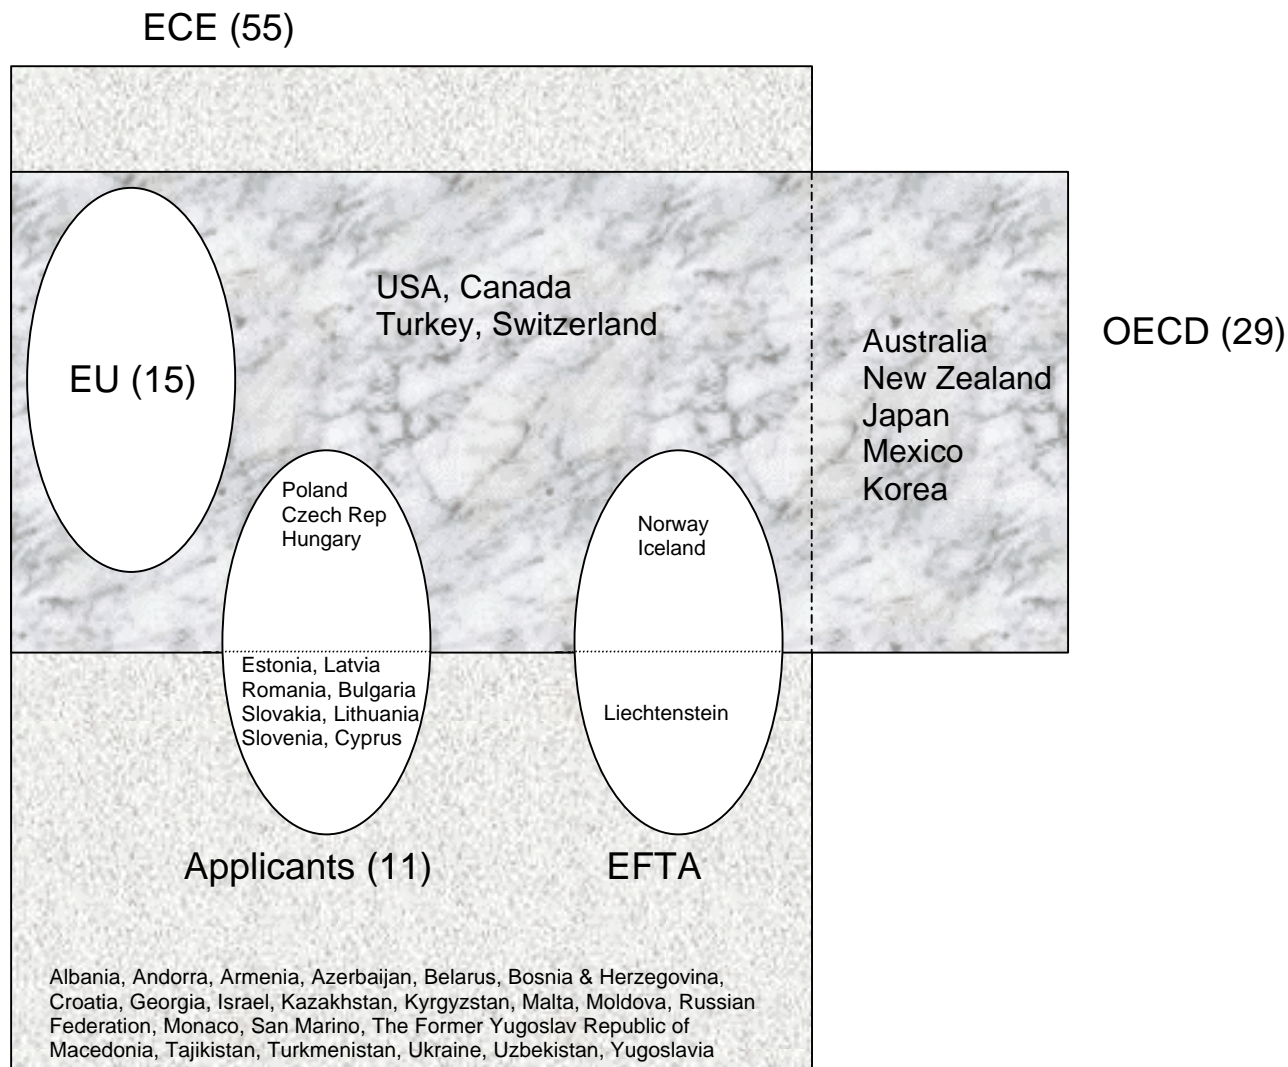 ECE (55)
USA, Canada
Turkey, Switzerland
OECD (29)
Australia
New Zealand
Japan
Mexico
Korea
EU (15)
Poland
Czech Rep
Hungary
Norway
Iceland
Estonia, Latvia
Romania, Bulgaria
Slovakia, Lithuania
Slovenia, Cyprus
Liechtenstein
Applicants (11)
EFTA
Albania, Andorra, Armenia, Azerbaijan, Belarus, Bosnia & Herzegovina,
Croatia, Georgia, Israel, Kazakhstan, Kyrgyzstan, Malta, Moldova, Russian
Federation, Monaco, San Marino, The Former Yugoslav Republic of
Macedonia, Tajikistan, Turkmenistan, Ukraine, Uzbekistan, Yugoslavia